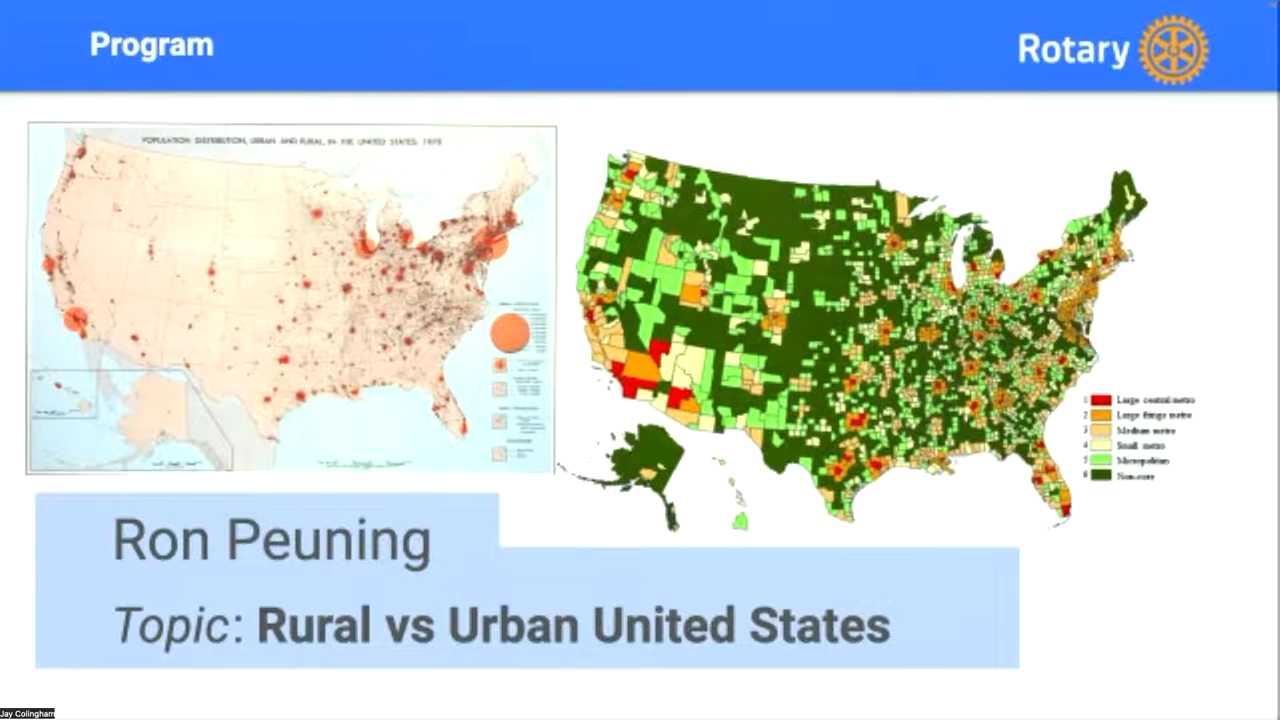 Program
Rotary
POPULATION DISTRIBUTION, URBAN AND RURAL, IN THE UNITED STATES: 1970
1 Large central metro
2 Large fringe metro
3 Medium metro
4 Small metro
5 Micropolitan
6 Non-core
Ron Peuning
Topic: Rural vs Urban United States
Jay Colingham